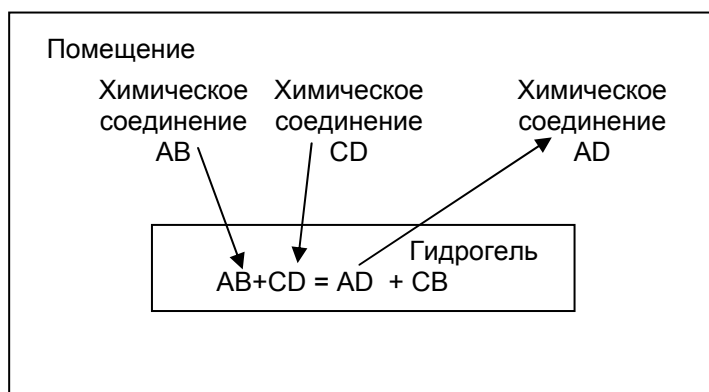 Помещение
Химическое Химическое Химическое
соединение соединение соединение
AB CD AD
Гидрогель
AB+CD = AD + CB